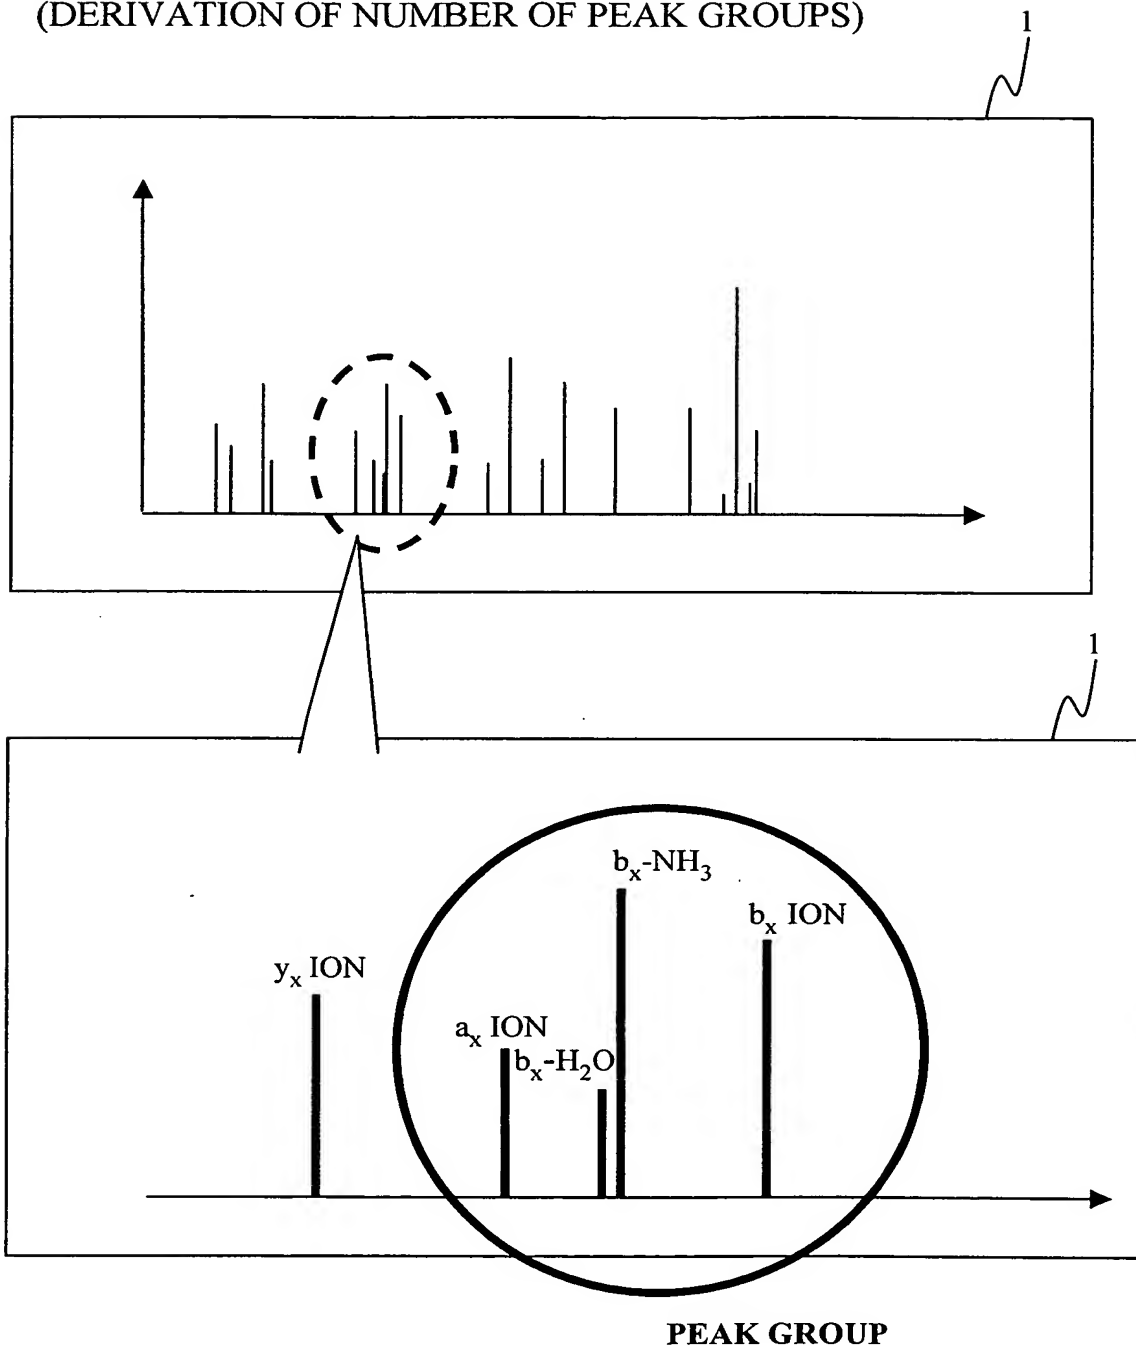 (DERIVATION OF NUMBER OF PEAK GROUPS)
1
1
bₓ-NH₃
bₓ ION
yₓ ION
aₓ ION
bₓ-H₂O
PEAK GROUP